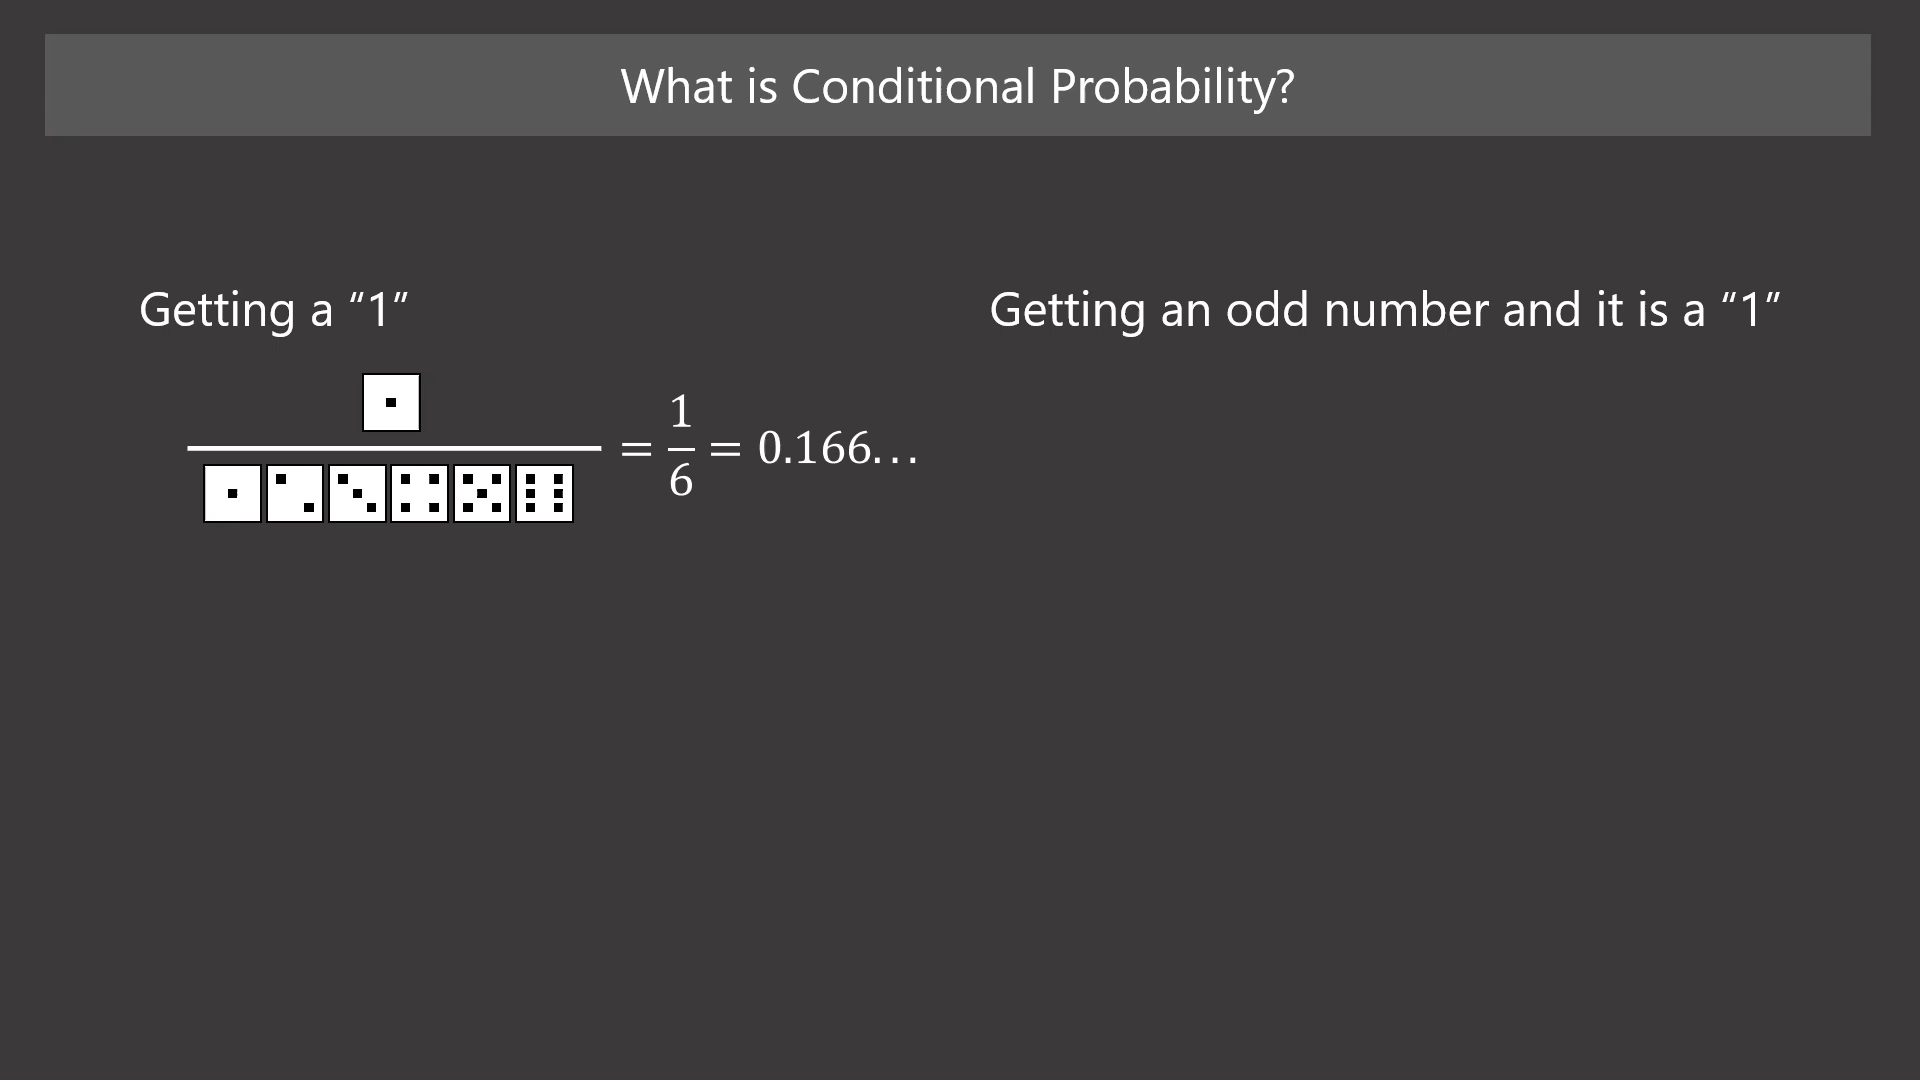 What is Conditional Probability?
Getting a “1”
Getting an odd number and it is a “1”
= 1/6 = 0.166…